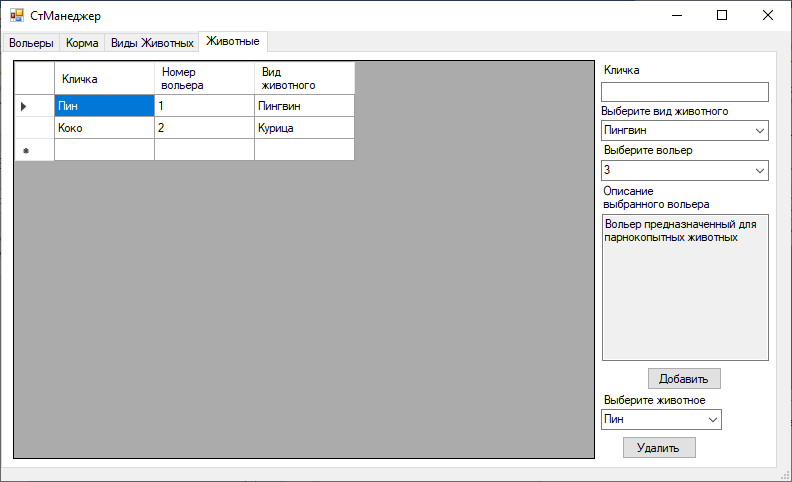 СтМанеджер
Вольеры Корма Виды Животных Животные
Кличка Номер вольера Вид животного
Пин 1 Пингвин
Коко 2 Курица
Кличка
Выберите вид животного
Пингвин
Выберите вольер
3
Описание
выбранного вольера
Вольер предназначенный для
парнокопытных животных
Добавить
Выберите животное
Пин
Удалить